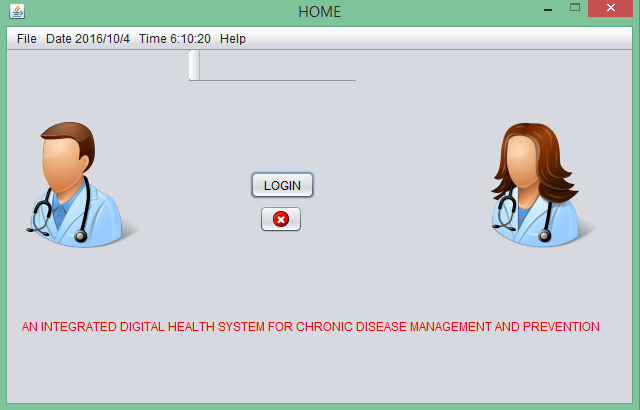 HOME
File Date 2016/10/4 Time 6:10:20 Help
LOGIN
AN INTEGRATED DIGITAL HEALTH SYSTEM FOR CHRONIC DISEASE MANAGEMENT AND PREVENTION